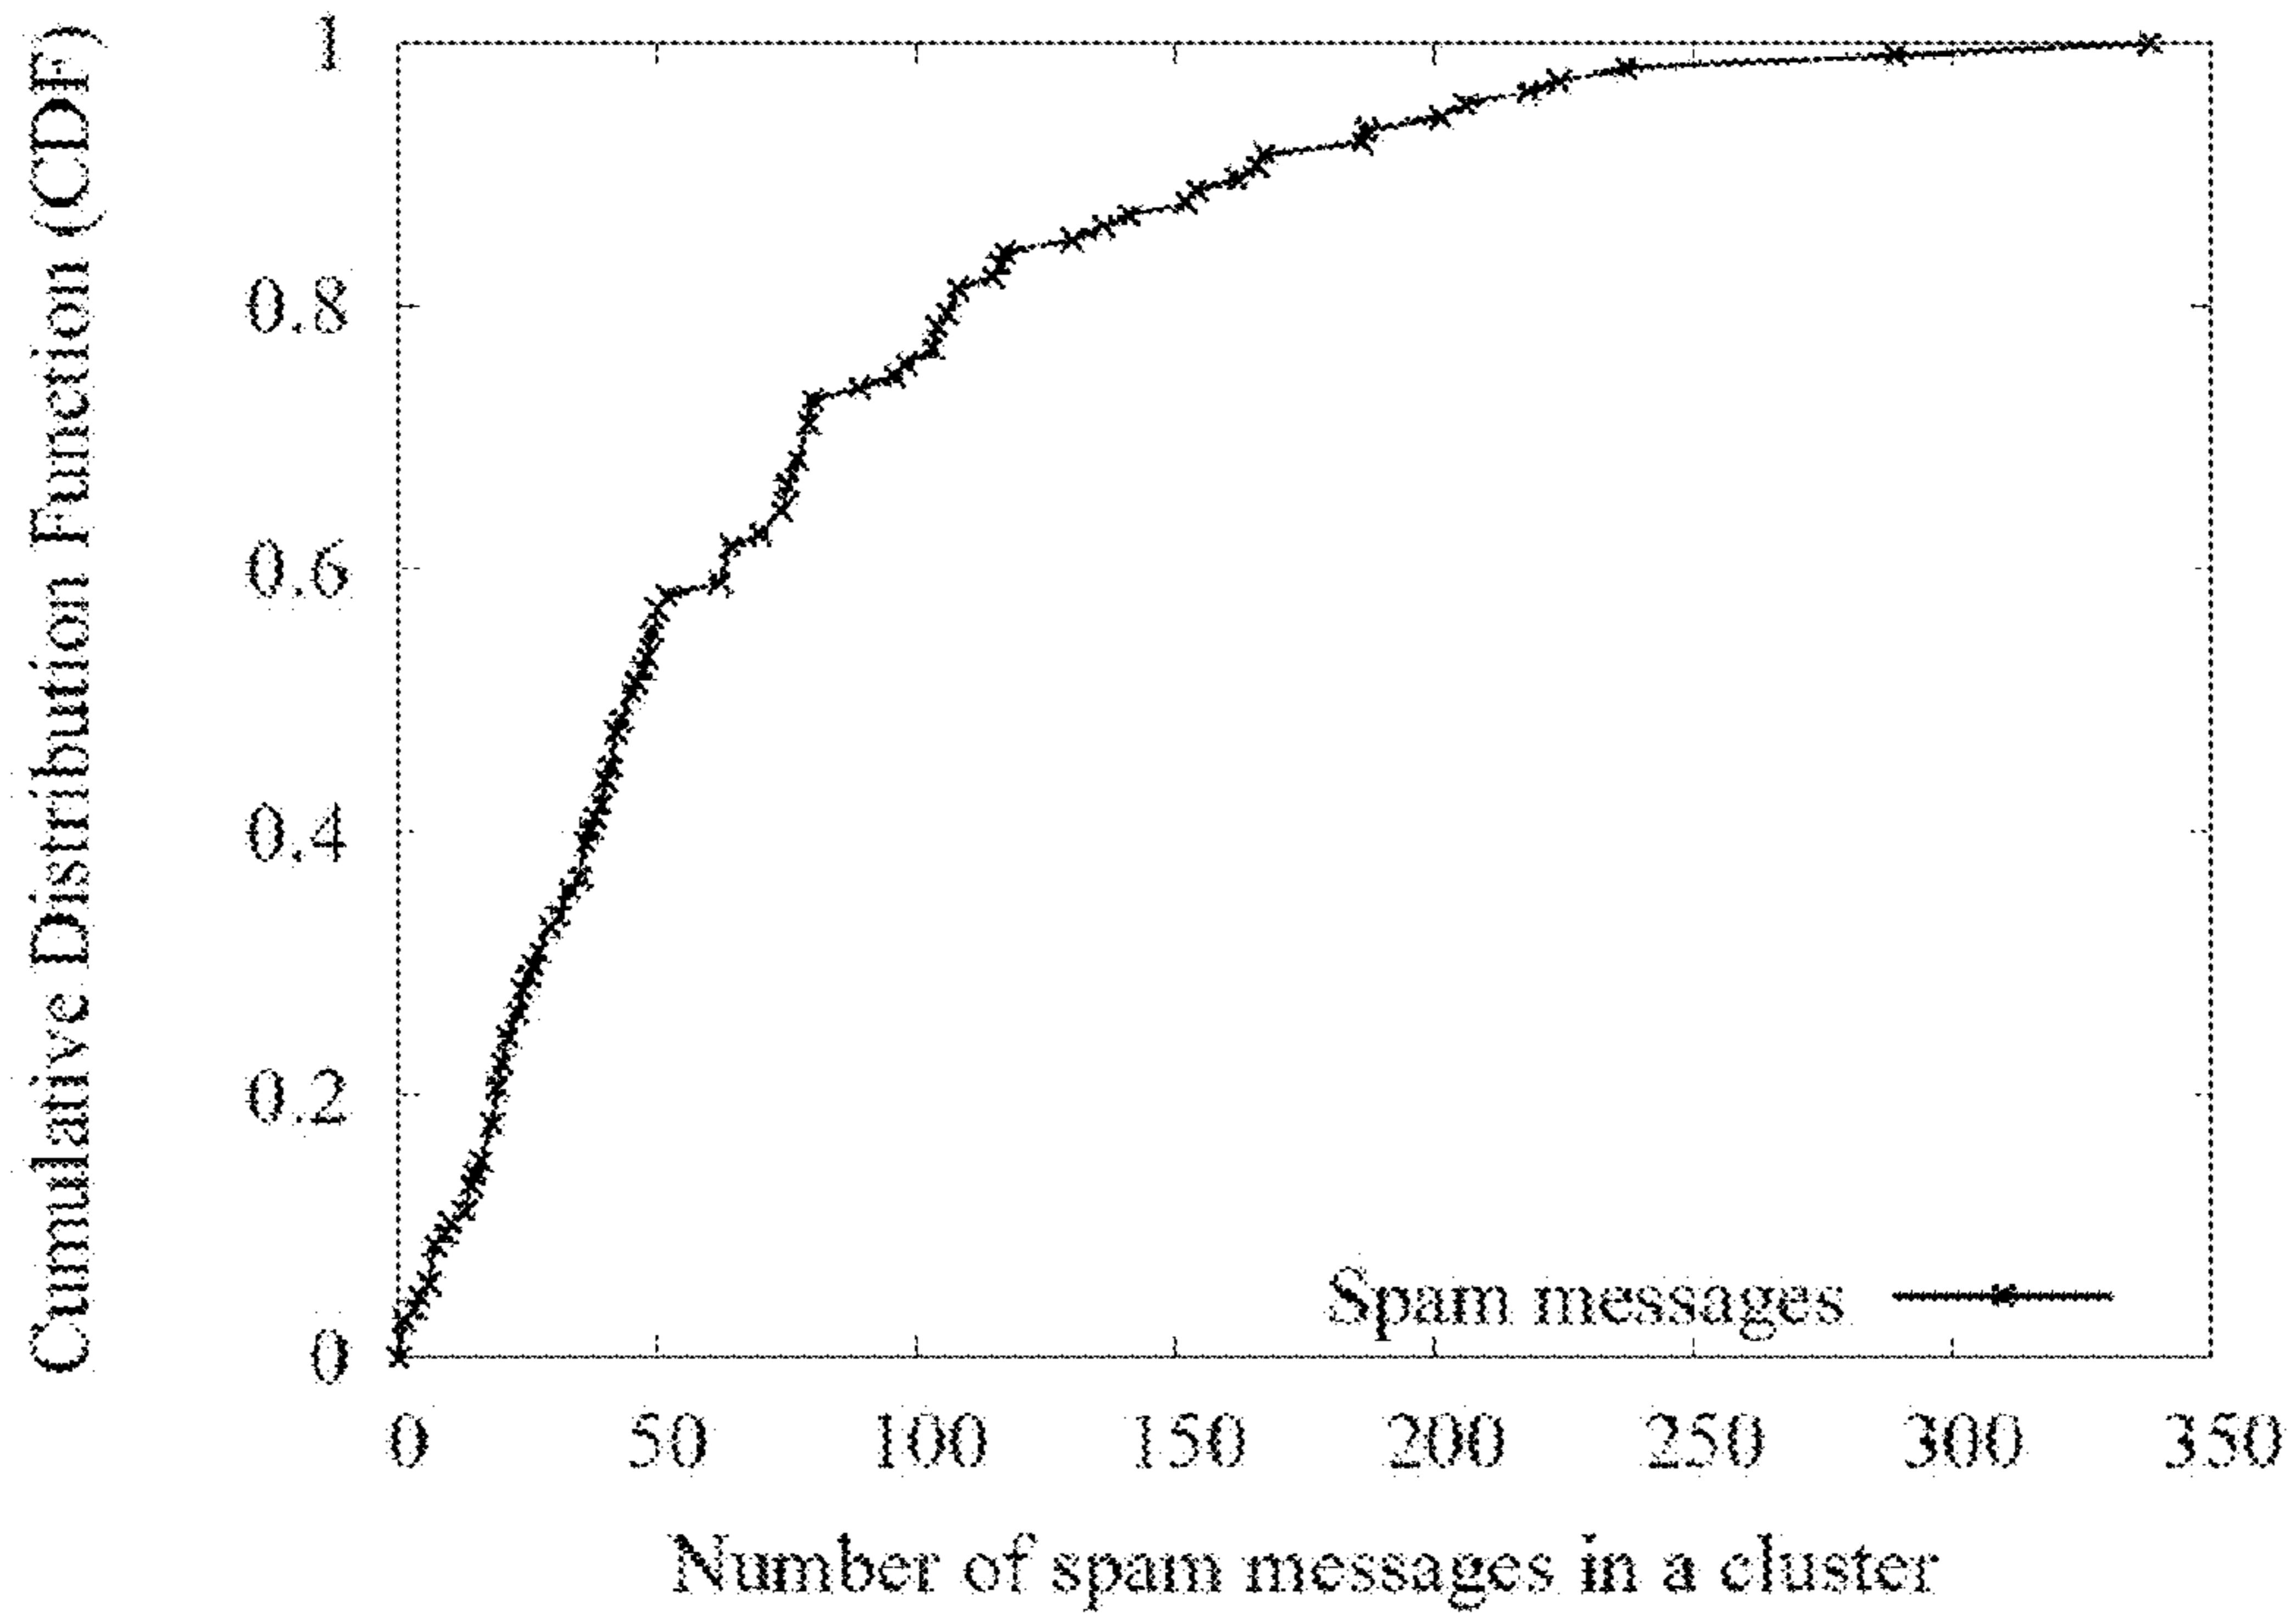 Cumulative Distribution Function (CDF)
1
0.8
0.6
0.4
0.2
0
Spam messages
0 50 100 150 200 250 300 350
Number of spam messages in a cluster